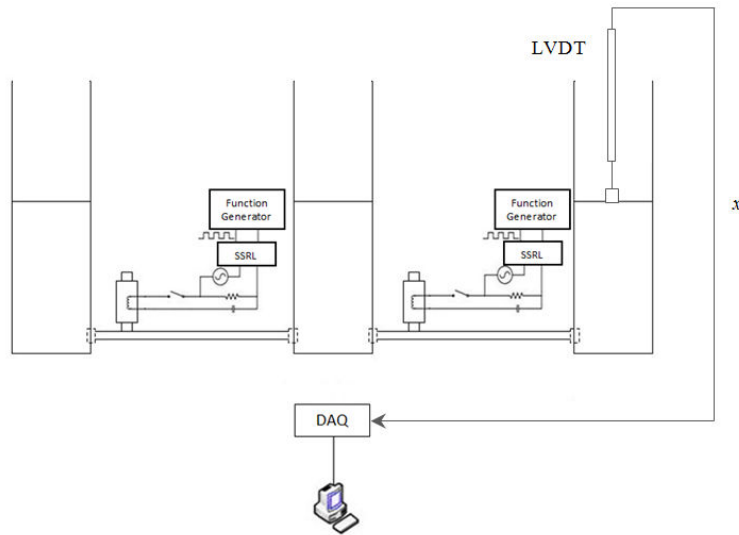 LVDT
Function
Generator
SSRL
Function
Generator
SSRL
x
DAQ